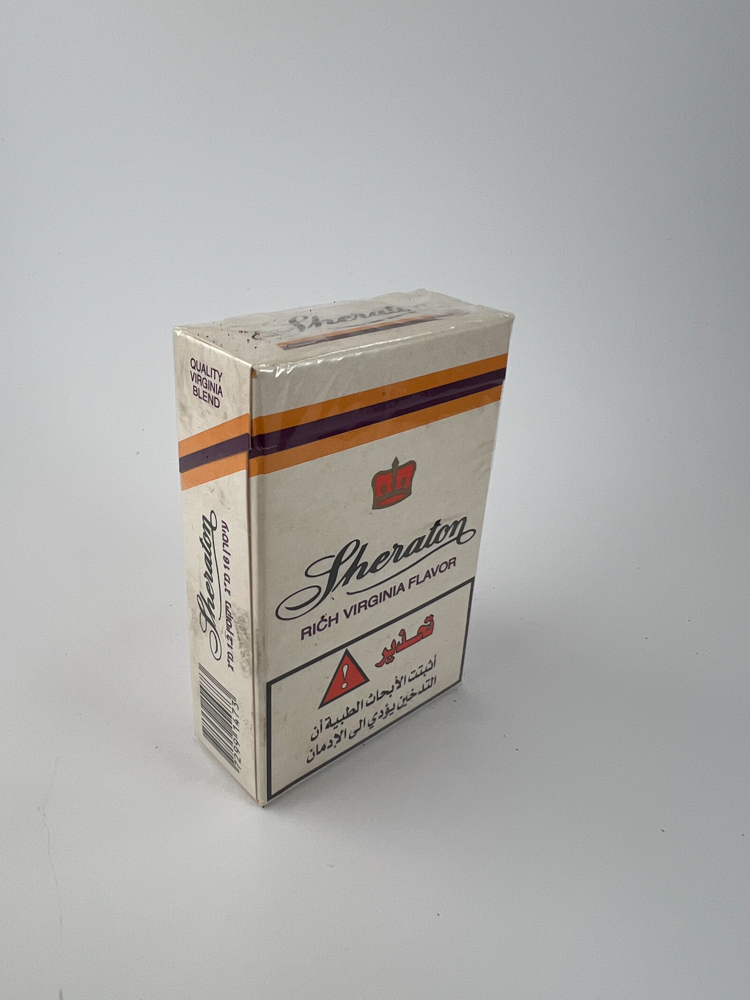 Sheraton
QUALITY
VIRGINIA
BLEND
Sheraton
Sheraton
RICH VIRGINIA FLAVOR
تحذير
!
أثبتت الأبحاث الطبية أن
التدخين يؤدي الى الإدمان